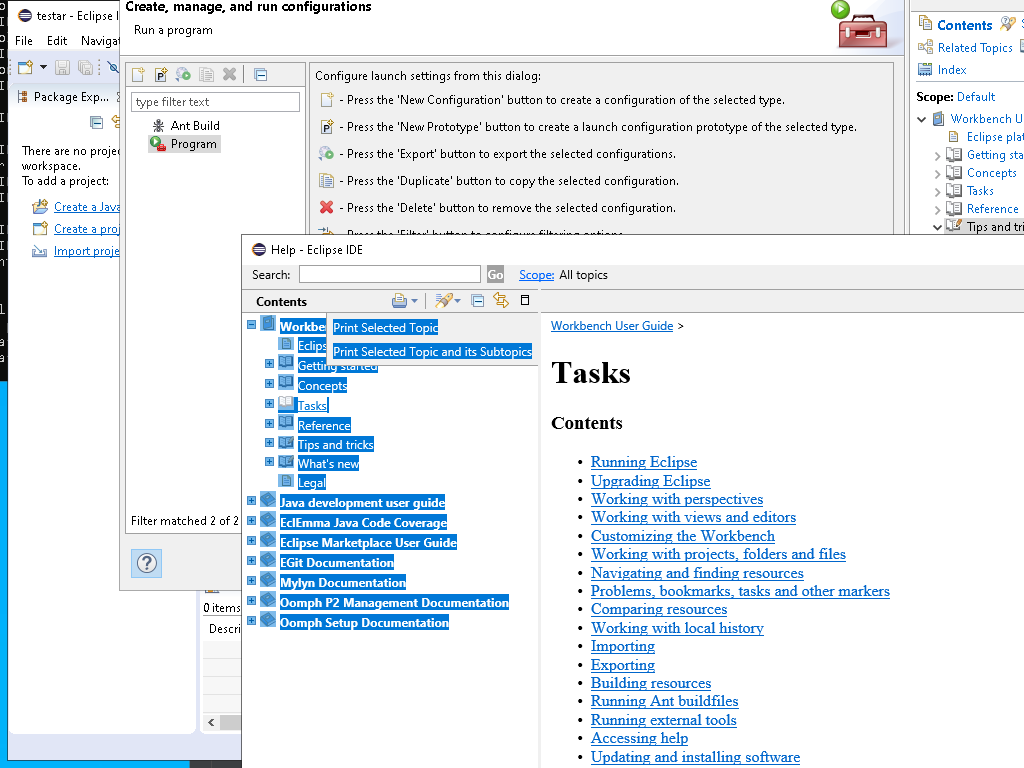 testar - Eclipse I
File Edit Navigat
Package Exp...
There are no projec
workspace.
To add a project:
Create a Java
Create a proj
Import proje
0 items
Descri
Create, manage, and run configurations
Run a program
type filter text
Ant Build
Program
Filter matched 2 of 2
Configure launch settings from this dialog:
- Press the 'New Configuration' button to create a configuration of the selected type.
- Press the 'New Prototype' button to create a launch configuration prototype of the selected type.
- Press the 'Export' button to export the selected configurations.
- Press the 'Duplicate' button to copy the selected configuration.
- Press the 'Delete' button to remove the selected configuration.
- Press the 'Filter' button to configure filtering options.
Contents
Related Topics
Index
Scope: Default
Workbench U
Eclipse plat
Getting sta
Concepts
Tasks
Reference
Tips and tri
Help - Eclipse IDE
Search:
Go
Scope: All topics
Contents
Print Selected Topic
Print Selected Topic and its Subtopics
Workben
Eclips
Getting started
Concepts
Tasks
Reference
Tips and tricks
What's new
Legal
Java development user guide
EclEmma Java Code Coverage
Eclipse Marketplace User Guide
EGit Documentation
Mylyn Documentation
Oomph P2 Management Documentation
Oomph Setup Documentation
Workbench User Guide >
Tasks
Contents
• Running Eclipse
• Upgrading Eclipse
• Working with perspectives
• Working with views and editors
• Customizing the Workbench
• Working with projects, folders and files
• Navigating and finding resources
• Problems, bookmarks, tasks and other markers
• Comparing resources
• Working with local history
• Importing
• Exporting
• Building resources
• Running Ant buildfiles
• Running external tools
• Accessing help
• Updating and installing software